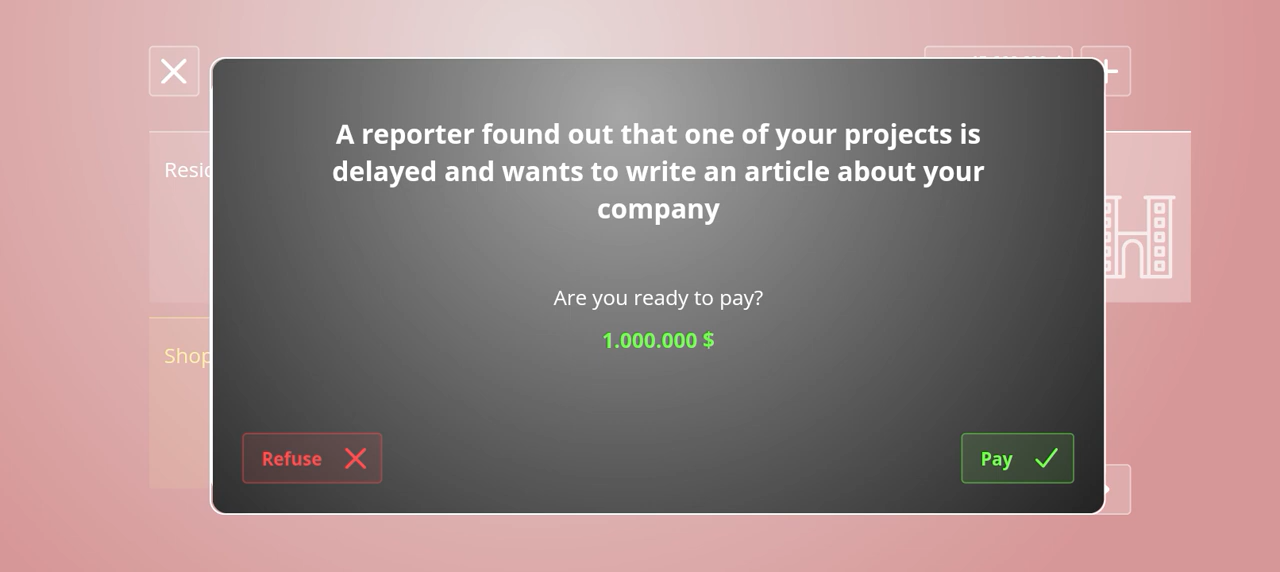 A reporter found out that one of your projects is
delayed and wants to write an article about your
company
Are you ready to pay?
1.000.000 $
Refuse
Pay